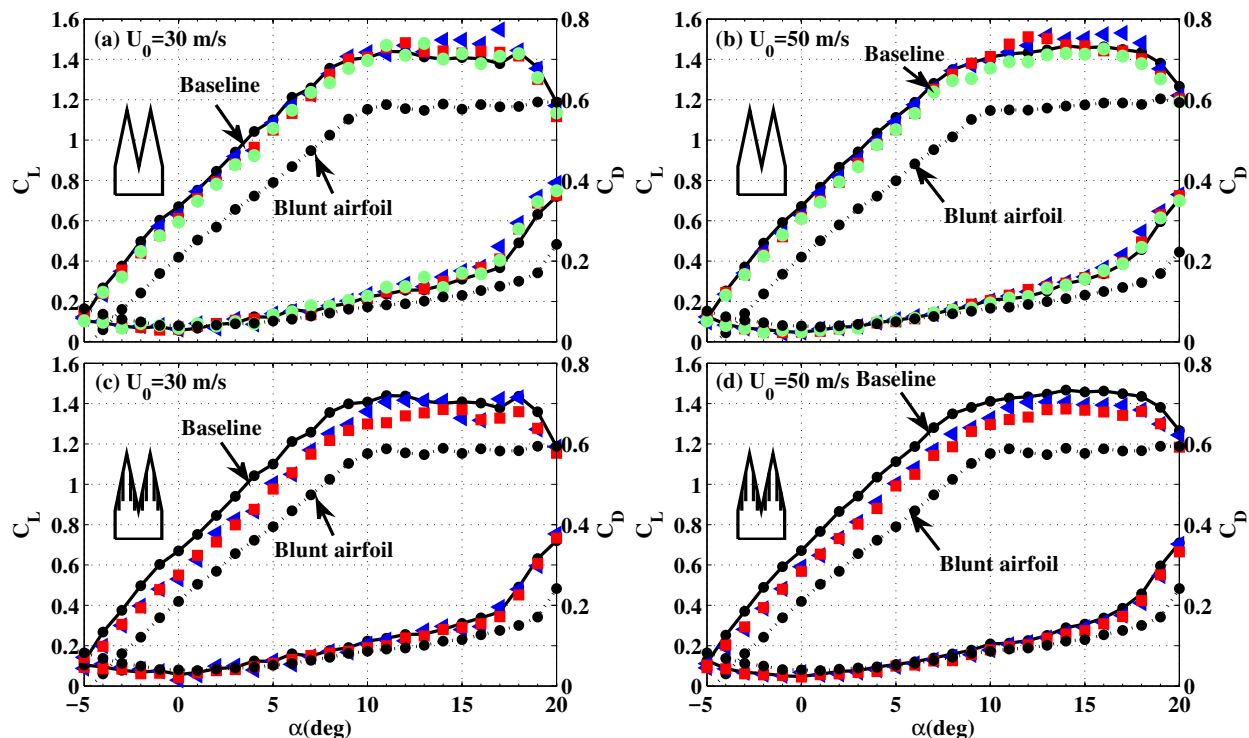 1.6 (a) U0=30 m/s 0.8
1.4
1.2 Baseline 0.6
1
CL 0.8 0.4 CD
0.6 Blunt airfoil
0.4 0.2
0.2
0 0
1.6 (b) U0=50 m/s 0.8
1.4
1.2 Baseline 0.6
1
CL 0.8 0.4 CD
0.6 Blunt airfoil
0.4 0.2
0.2
0 0
1.6 (c) U0=30 m/s 0.8
1.4
1.2 Baseline 0.6
1
CL 0.8 0.4 CD
0.6 Blunt airfoil
0.4 0.2
0.2
0 0
−5 0 5 10 15 20
α(deg)
1.6 (d) U0=50 m/s Baseline 0.8
1.4
1.2 0.6
1
CL 0.8 0.4 CD
0.6 Blunt airfoil
0.4 0.2
0.2
0 0
−5 0 5 10 15 20
α(deg)